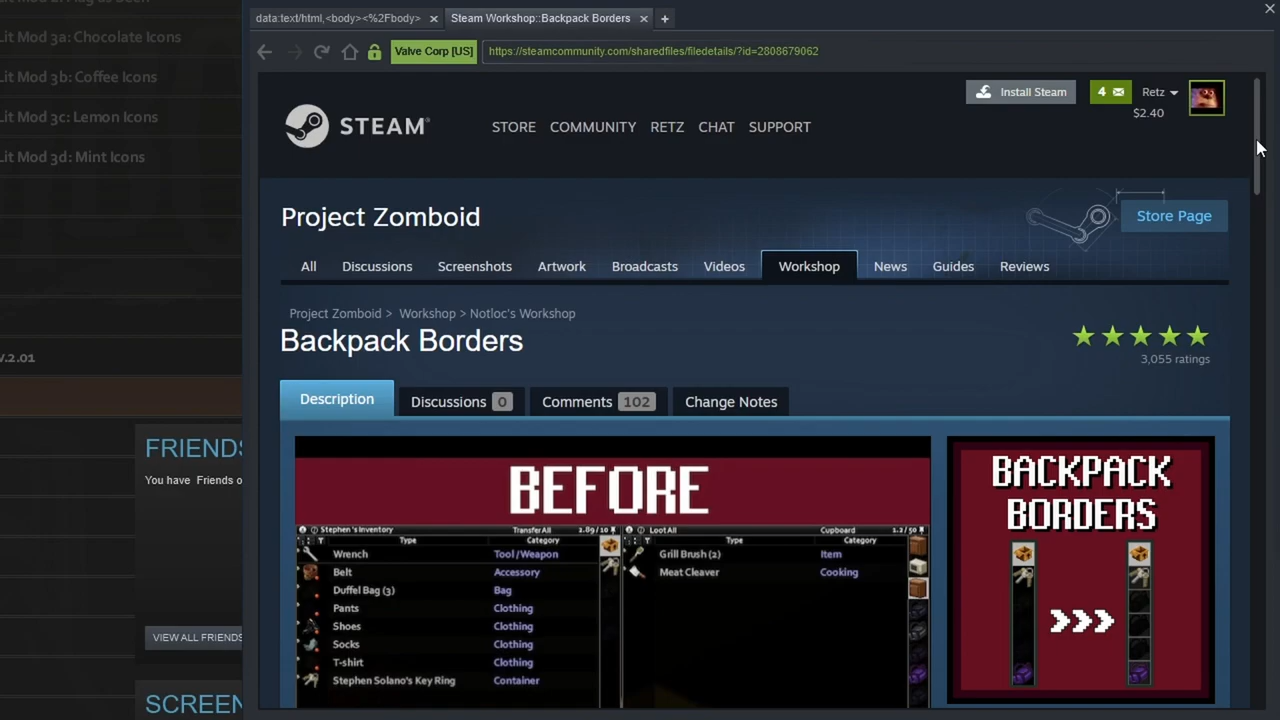 Lit Mod 3a: Chocolate Icons
Lit Mod 3b: Coffee Icons
Lit Mod 3c: Lemon Icons
Lit Mod 3d: Mint Icons
v.2.01
FRIENDS
You have Friends o
VIEW ALL FRIENDS
SCREEN
data:text/html,<body><%2Fbody>
Steam Workshop::Backpack Borders
Valve Corp [US]
https://steamcommunity.com/sharedfiles/filedetails/?id=2808679062
Install Steam
4
Retz
$2.40
STEAM
STORE COMMUNITY RETZ CHAT SUPPORT
Project Zomboid
Store Page
All Discussions Screenshots Artwork Broadcasts Videos Workshop News Guides Reviews
Project Zomboid > Workshop > Notloc's Workshop
Backpack Borders
3,055 ratings
Description Discussions 0 Comments 102 Change Notes
BEFORE
Stephen 's Inventory Transfer All 2.89 / 10
Type Category
Wrench Tool / Weapon
Belt Accessory
Duffel Bag (3) Bag
Pants Clothing
Shoes Clothing
Socks Clothing
T-shirt Clothing
Stephen Solano's Key Ring Container
Loot All Cupboard 1.2 / 50
Type Category
Grill Brush (2) Item
Meat Cleaver Cooking
BACKPACK
BORDERS
>>>